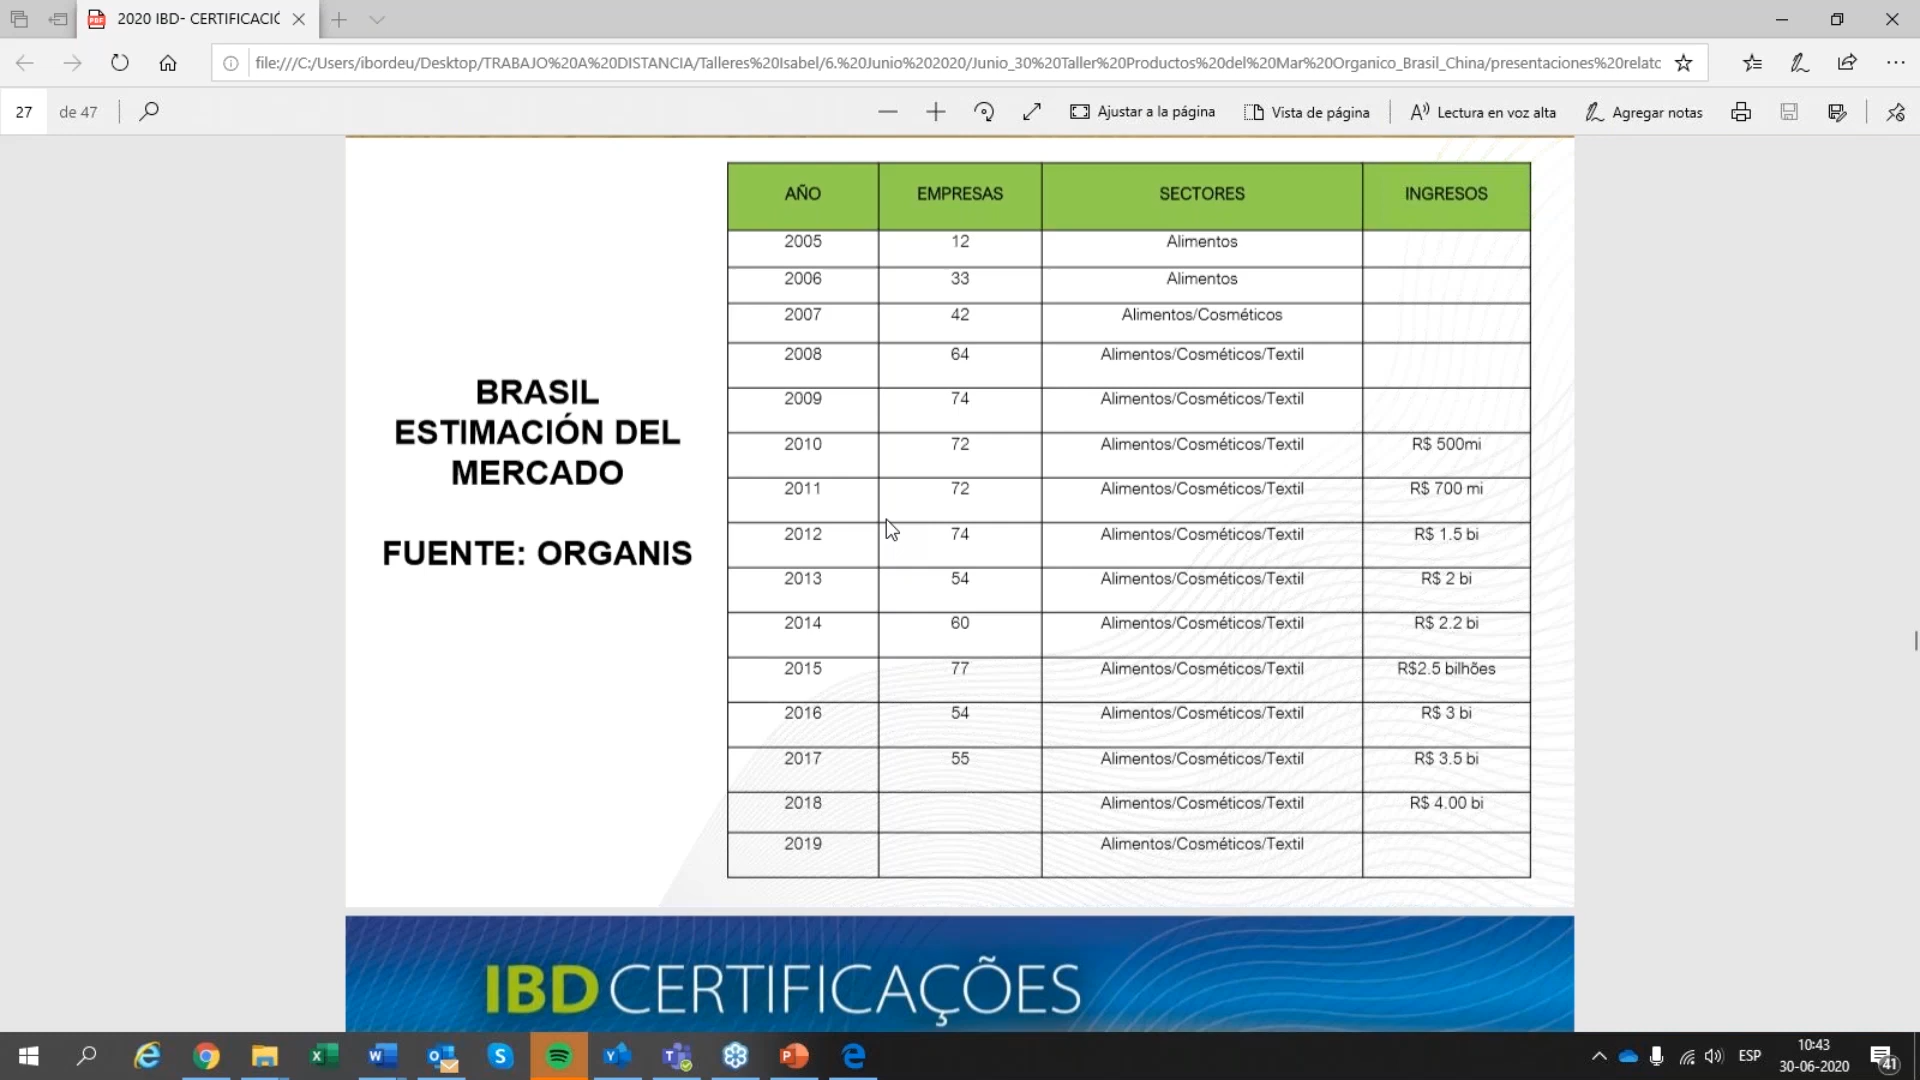 2020 IBD- CERTIFICACIÓ
file:///C:/Users/ibordeu/Desktop/TRABAJO%20A%20DISTANCIA/Talleres%20Isabel/6.%20Junio%202020/Junio_30%20Taller%20Productos%20del%20Mar%20Organico_Brasil_China/presentaciones%20relatc
27 de 47
Ajustar a la página
Vista de página
Lectura en voz alta
Agregar notas
BRASIL
ESTIMACIÓN DEL
MERCADO
FUENTE: ORGANIS
AÑO EMPRESAS SECTORES INGRESOS
2005 12 Alimentos
2006 33 Alimentos
2007 42 Alimentos/Cosméticos
2008 64 Alimentos/Cosméticos/Textil
2009 74 Alimentos/Cosméticos/Textil
2010 72 Alimentos/Cosméticos/Textil R$ 500mi
2011 72 Alimentos/Cosméticos/Textil R$ 700 mi
2012 74 Alimentos/Cosméticos/Textil R$ 1.5 bi
2013 54 Alimentos/Cosméticos/Textil R$ 2 bi
2014 60 Alimentos/Cosméticos/Textil R$ 2.2 bi
2015 77 Alimentos/Cosméticos/Textil R$2.5 bilhões
2016 54 Alimentos/Cosméticos/Textil R$ 3 bi
2017 55 Alimentos/Cosméticos/Textil R$ 3.5 bi
2018 Alimentos/Cosméticos/Textil R$ 4.00 bi
2019 Alimentos/Cosméticos/Textil
IBD CERTIFICAÇÕES
ESP
10:43
30-06-2020
41